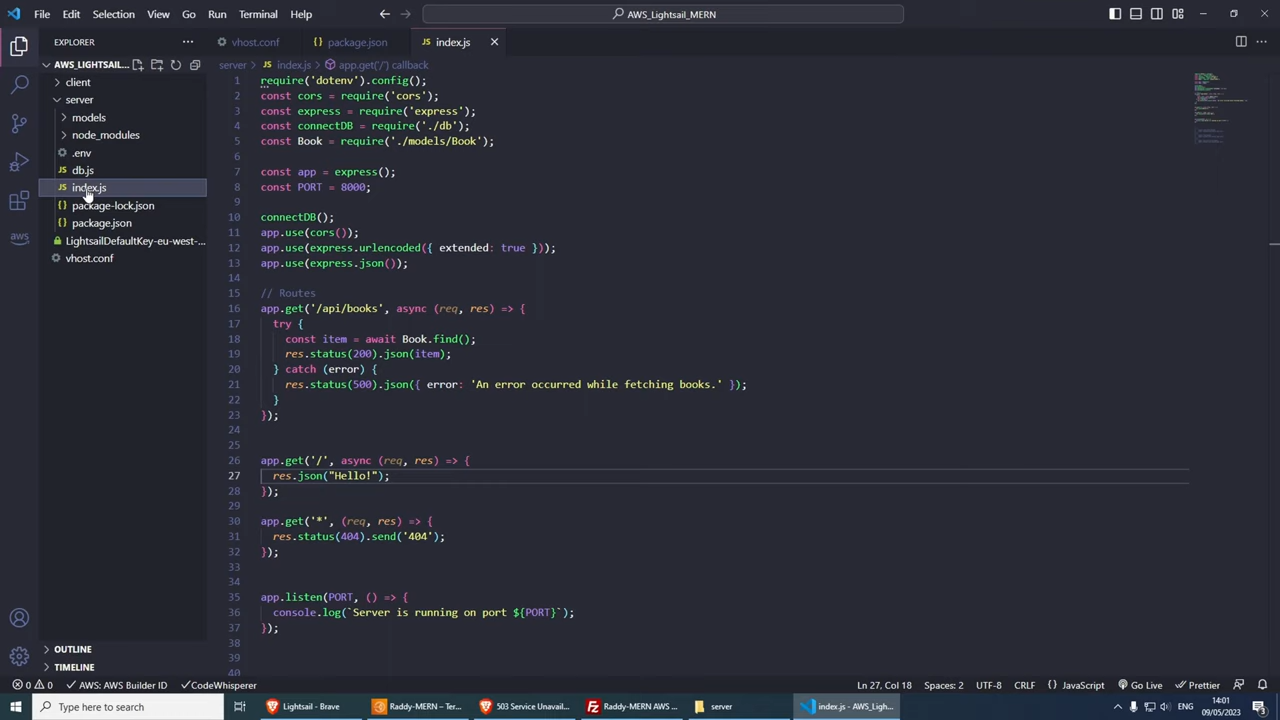 File Edit Selection View Go Run Terminal Help
AWS_Lightsail_MERN
EXPLORER
vhost.conf
package.json
index.js
AWS_LIGHTSAIL_...
server > JS index.js > app.get('/') callback
client
server
models
node_modules
.env
JS db.js
JS index.js
package-lock.json
package.json
LightsailDefaultKey-eu-west-...
vhost.conf
1 require('dotenv').config();
2 const cors = require('cors');
3 const express = require('express');
4 const connectDB = require('./db');
5 const Book = require('./models/Book');
6
7 const app = express();
8 const PORT = 8000;
9
10 connectDB();
11 app.use(cors());
12 app.use(express.urlencoded({ extended: true }));
13 app.use(express.json());
14
15 // Routes
16 app.get('/api/books', async (req, res) => {
17 try {
18 const item = await Book.find();
19 res.status(200).json(item);
20 } catch (error) {
21 res.status(500).json({ error: 'An error occurred while fetching books.' });
22 }
23 });
24
25
26 app.get('/', async (req, res) => {
27 res.json("Hello!");
28 });
29
30 app.get('*', (req, res) => {
31 res.status(404).send('404');
32 });
33
34
35 app.listen(PORT, () => {
36 console.log(`Server is running on port ${PORT}`);
37 });
38
39
40
OUTLINE
TIMELINE
0 0 AWS: AWS Builder ID CodeWhisperer
Ln 27, Col 18 Spaces: 2 UTF-8 CRLF JavaScript Go Live Prettier
Type here to search
Lightsail - Brave
Raddy-MERN – Ter...
503 Service Unavail...
Raddy-MERN AWS ...
server
index.js - AWS_Ligh...
14:01
09/05/2023